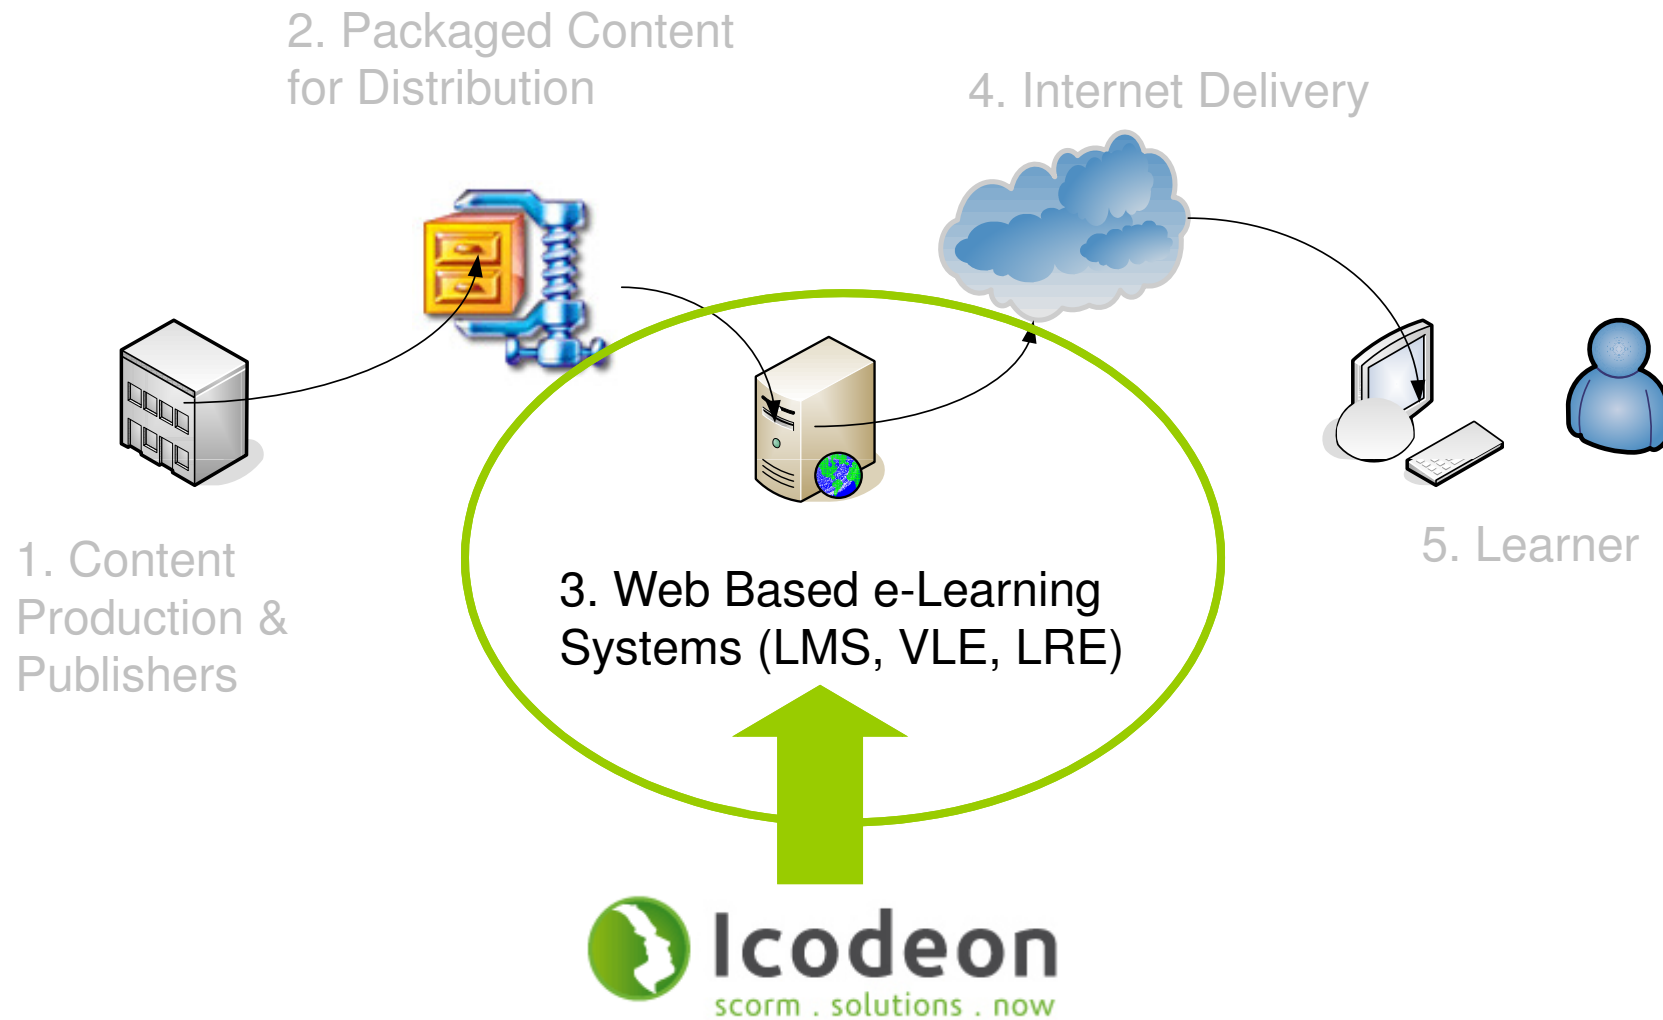 2. Packaged Content
for Distribution
4. Internet Delivery
1. Content
Production &
Publishers
3. Web Based e-Learning
Systems (LMS, VLE, LRE)
5. Learner
Icodeon
scorm . solutions . now